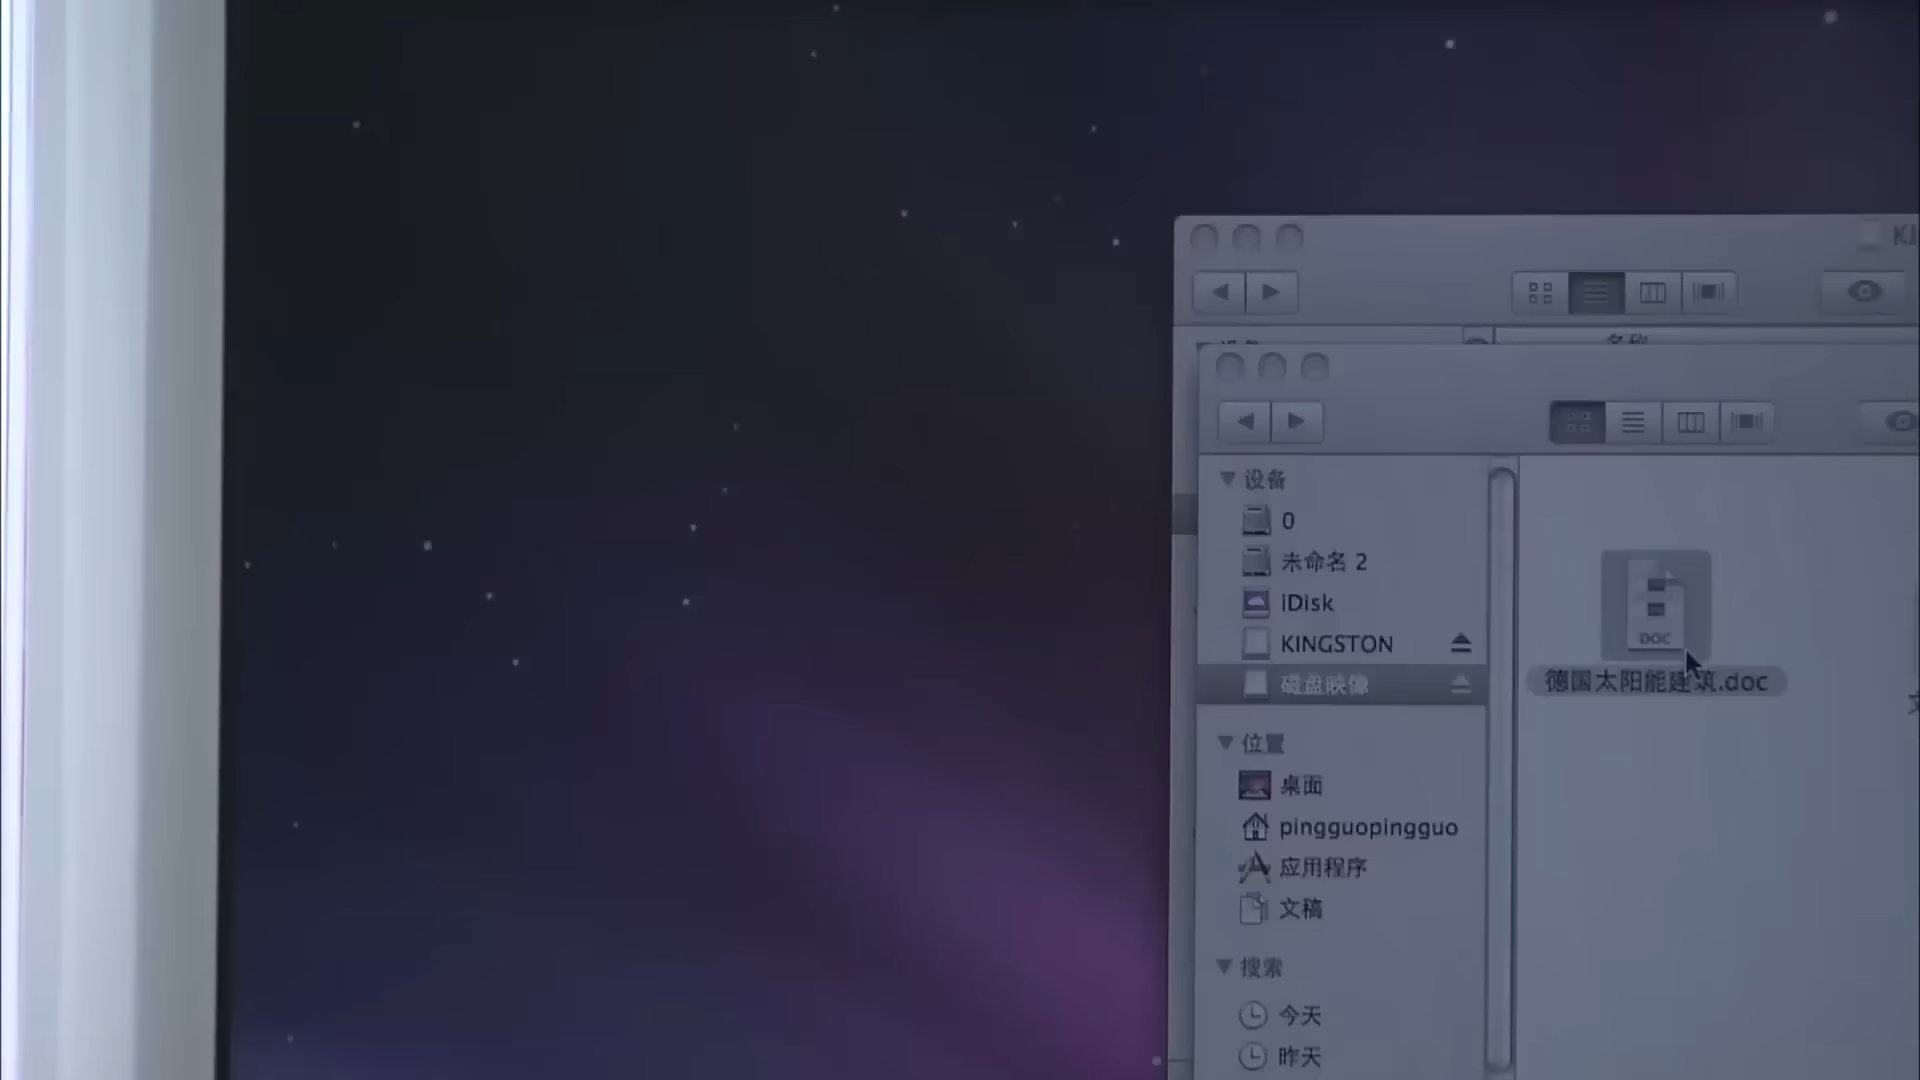 名称
设备
0
未命名 2
iDisk
KINGSTON
磁盘映像
DOC
德国太阳能建筑.doc
位置
桌面
pingguopingguo
应用程序
文稿
搜索
今天
昨天